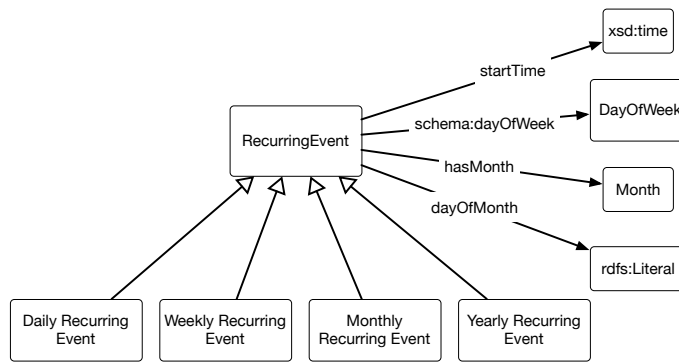 xsd:time
startTime
DayOfWeek
schema:dayOfWeek
RecurringEvent
hasMonth
Month
dayOfMonth
rdfs:Literal
Daily Recurring
Event
Weekly Recurring
Event
Monthly
Recurring Event
Yearly Recurring
Event